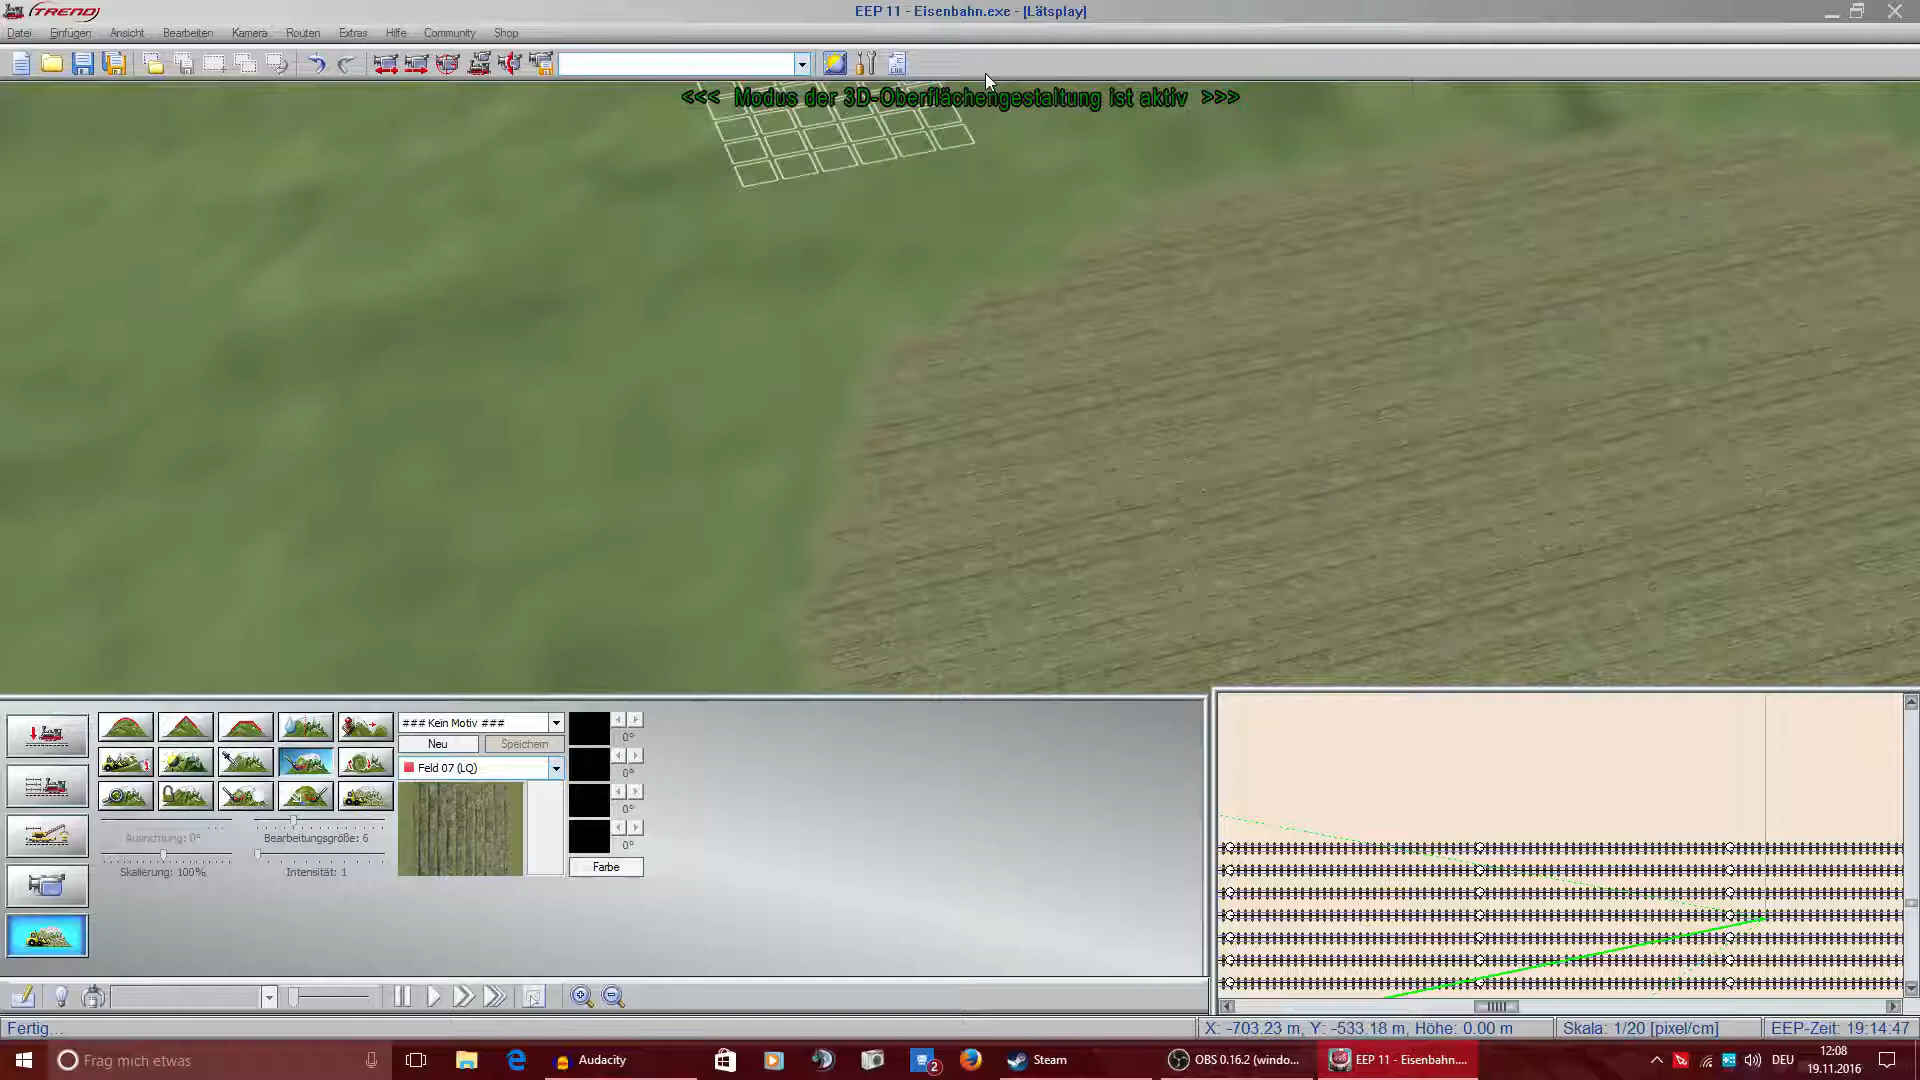 TREND
EEP 11 - Eisenbahn.exe - [Lätsplay]
Datei Einfügen Ansicht Bearbeiten Kamera Routen Extras Hilfe Community Shop
<<< Modus der 3D-Oberflächengestaltung ist aktiv >>>
### Kein Motiv ###
0°
Neu Speichern
Feld 07 (LQ)
0°
0°
Ausrichtung: 0° Bearbeitungsgröße: 6
0°
Skalierung: 100% Intensität: 1
Farbe
Fertig...
X: -703.23 m, Y: -533.18 m, Höhe: 0.00 m Skala: 1/20 [pixel/cm] EEP-Zeit: 19:14:47
Frag mich etwas
Audacity
2
Steam
OBS 0.16.2 (windo...
EEP 11 - Eisenbahn....
DEU
12:08
19.11.2016